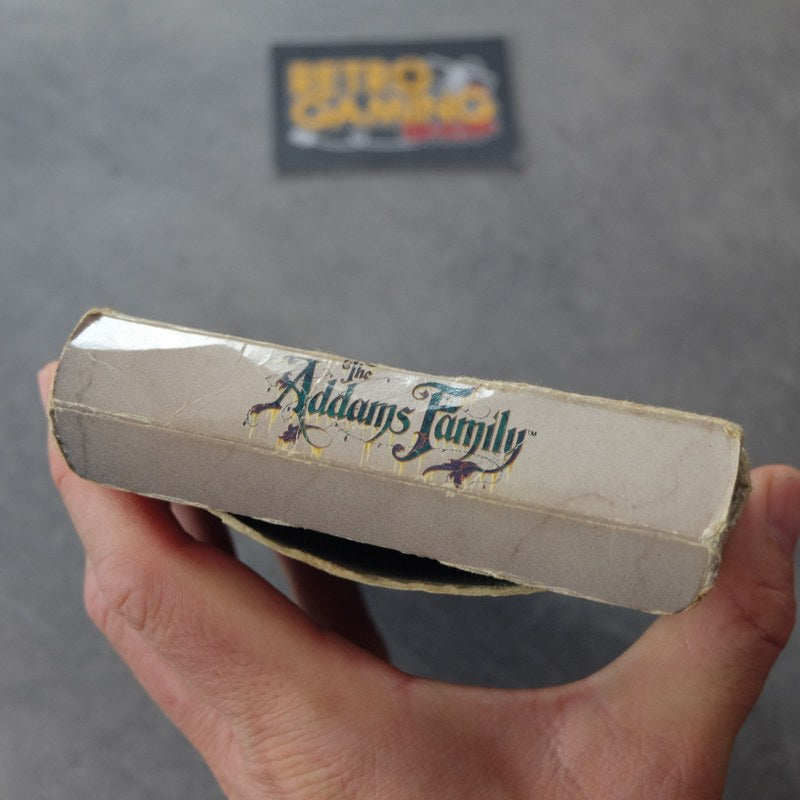 RETRO
GAMING
The
Addams Family™